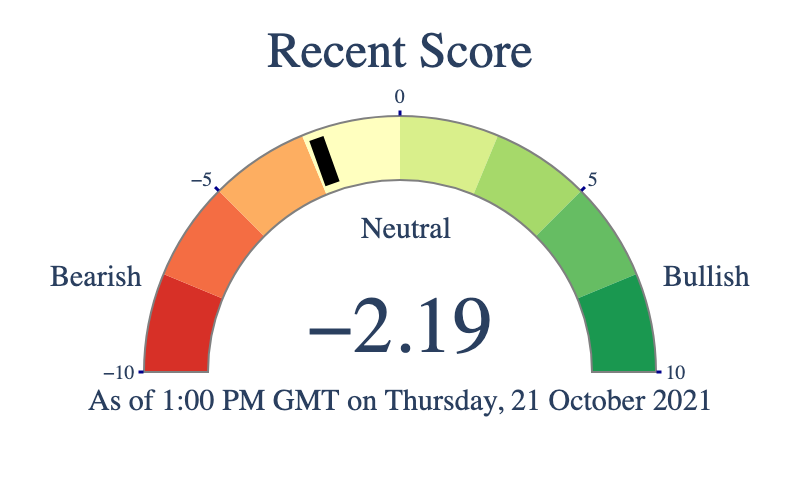 Recent Score
0
−5
5
Neutral
Bearish
Bullish
−2.19
−10
10
As of 1:00 PM GMT on Thursday, 21 October 2021